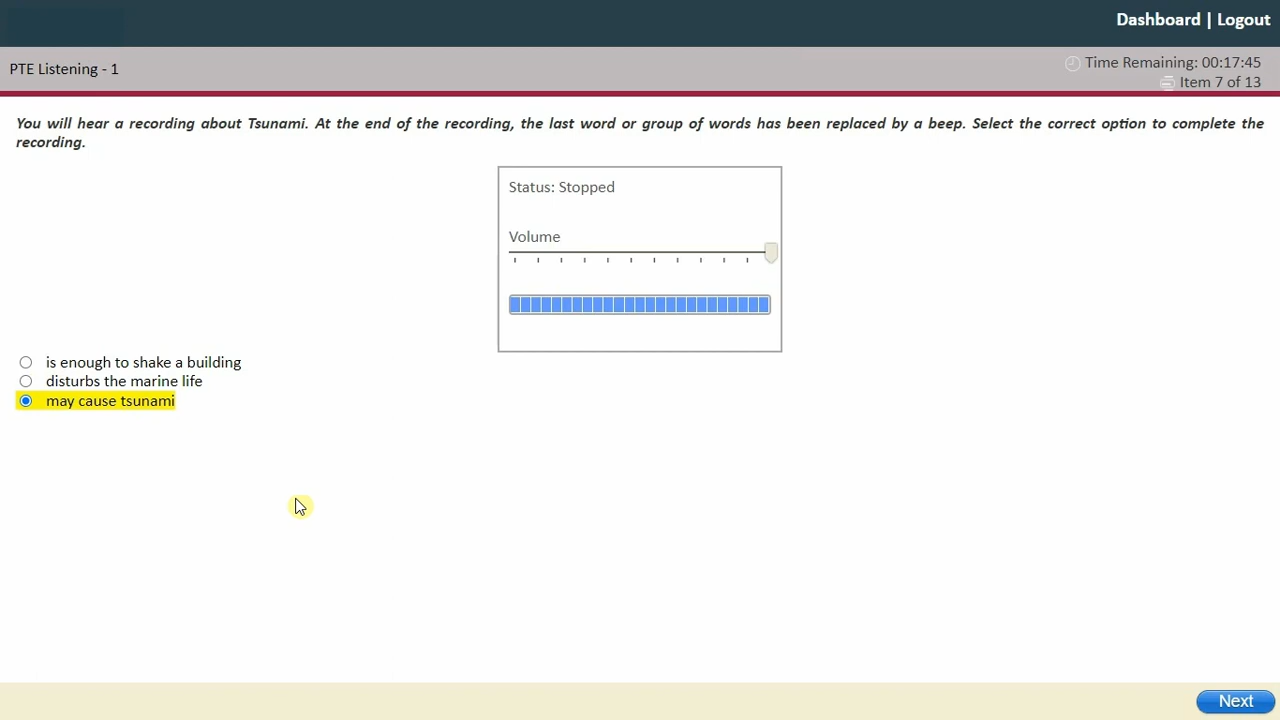 Dashboard | Logout
PTE Listening - 1
Time Remaining: 00:17:45
Item 7 of 13
You will hear a recording about Tsunami. At the end of the recording, the last word or group of words has been replaced by a beep. Select the correct option to complete the
recording.
Status: Stopped
Volume
is enough to shake a building
disturbs the marine life
may cause tsunami
Next